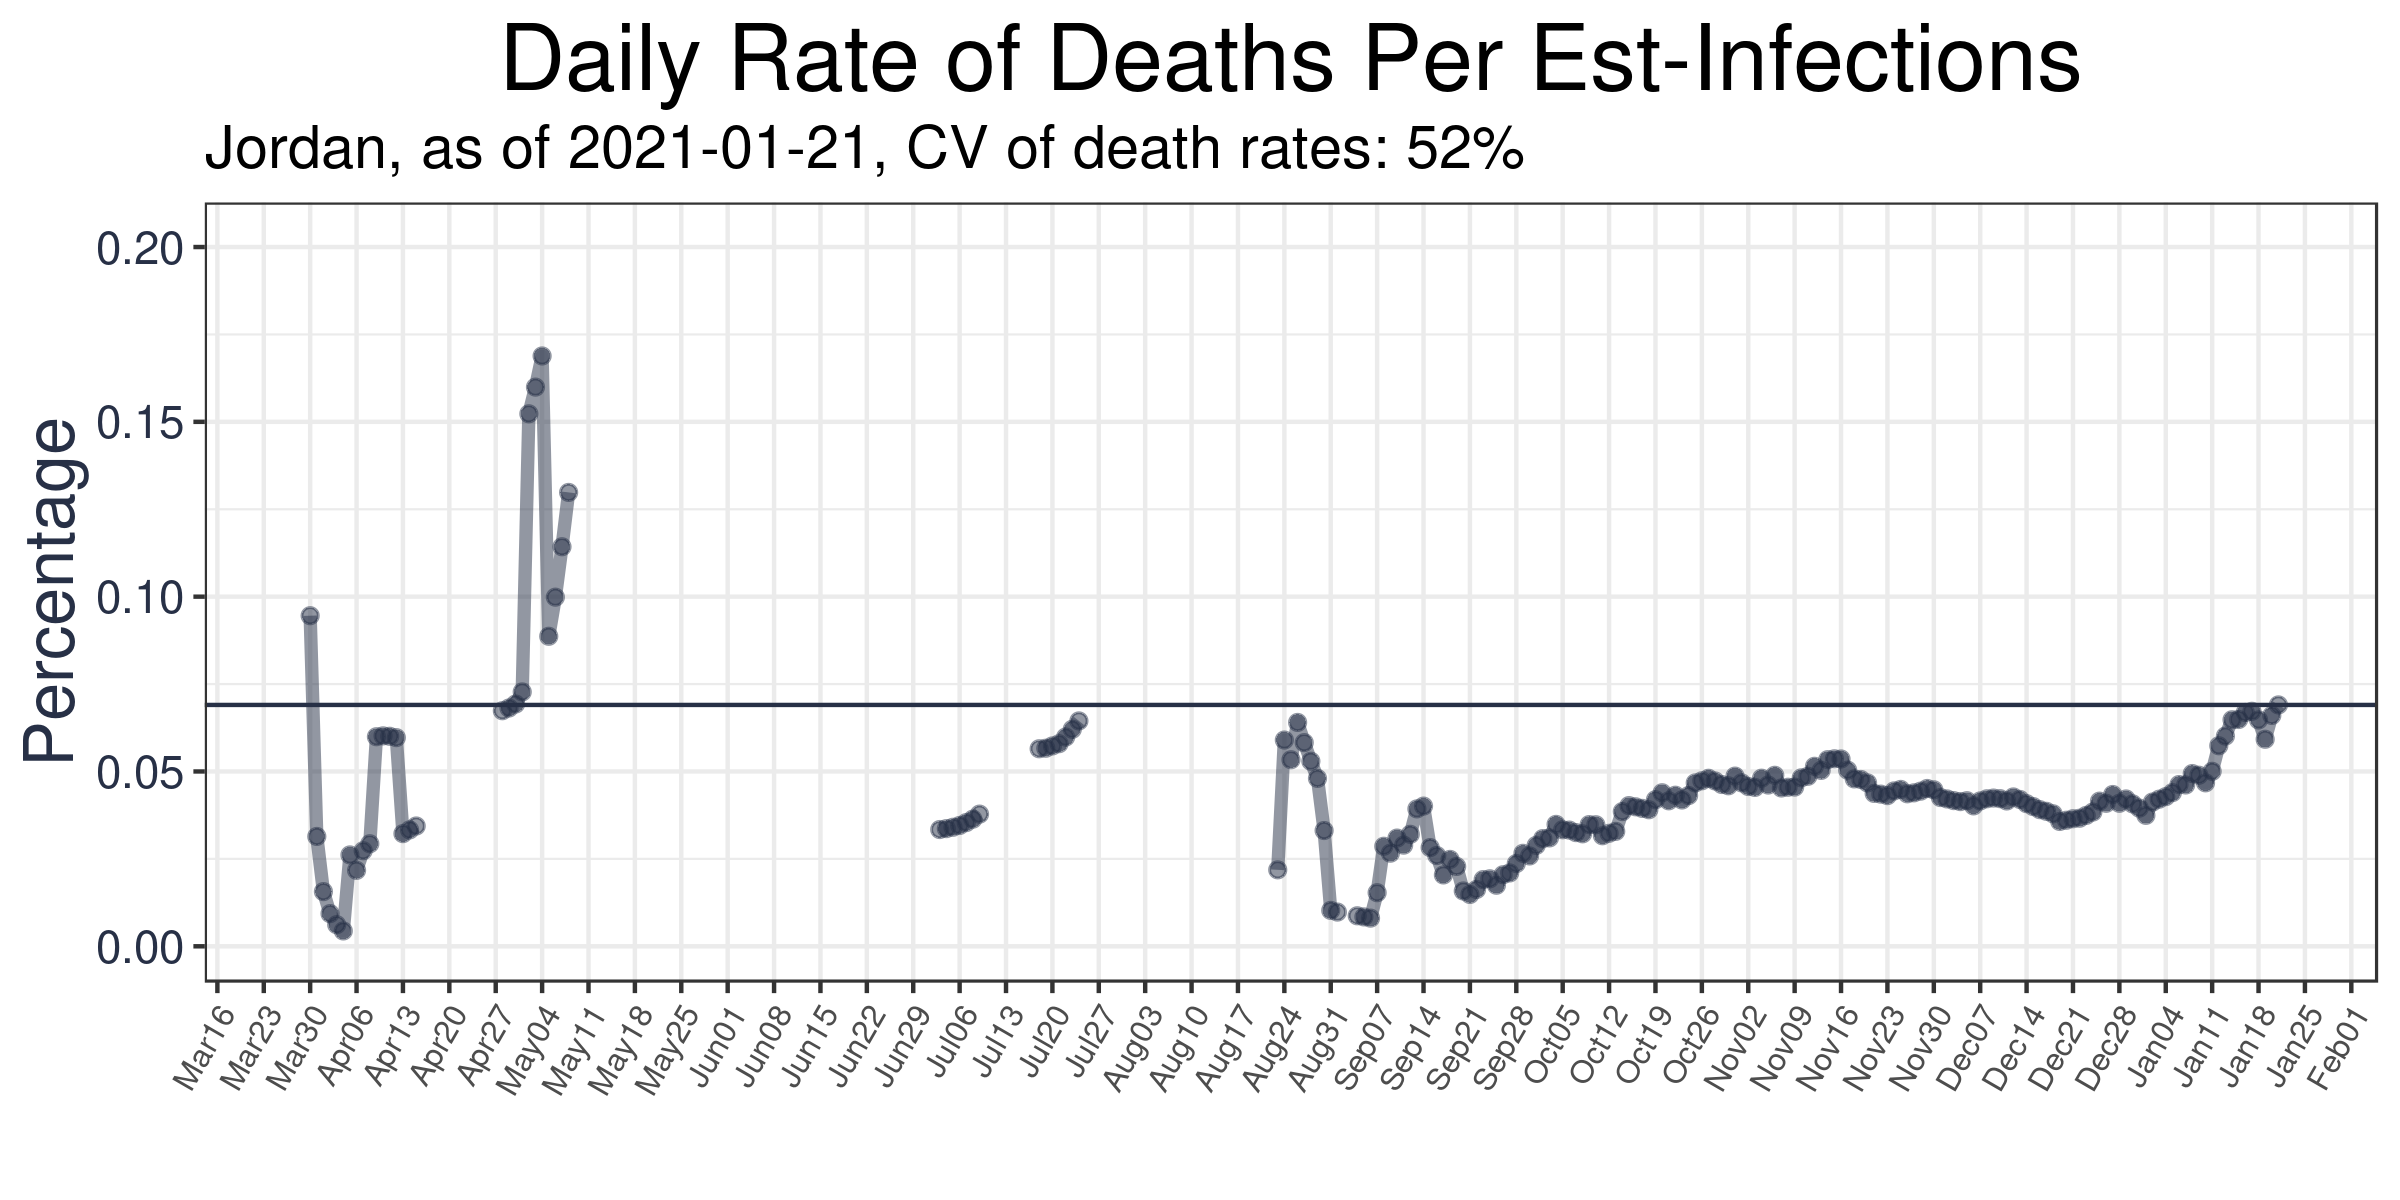 Daily Rate of Deaths Per Est-Infections
Jordan, as of 2021-01-21, CV of death rates: 52%
Percentage
0.20
0.15
0.10
0.05
0.00
Mar16
Mar23
Mar30
Apr06
Apr13
Apr20
Apr27
May04
May11
May18
May25
Jun01
Jun08
Jun15
Jun22
Jun29
Jul06
Jul13
Jul20
Jul27
Aug03
Aug10
Aug17
Aug24
Aug31
Sep07
Sep14
Sep21
Sep28
Oct05
Oct12
Oct19
Oct26
Nov02
Nov09
Nov16
Nov23
Nov30
Dec07
Dec14
Dec21
Dec28
Jan04
Jan11
Jan18
Jan25
Feb01